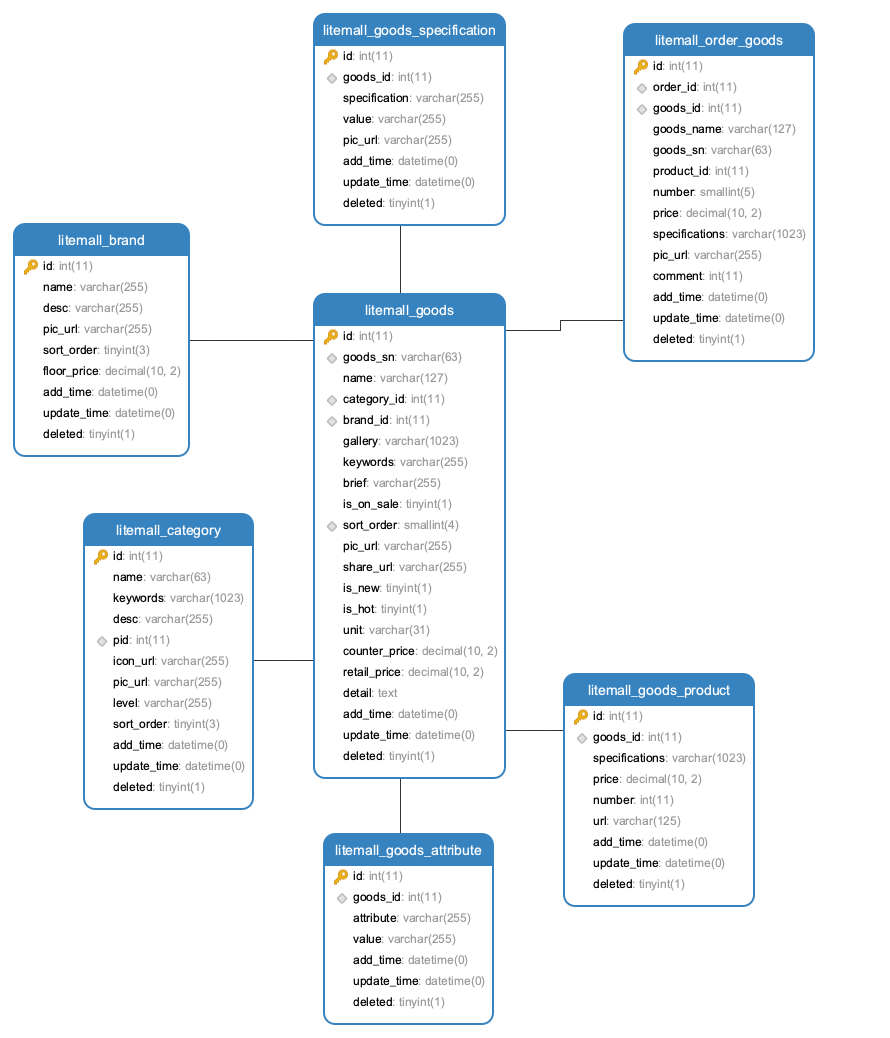 litemall_goods_specification
id: int(11)
goods_id: int(11)
specification: varchar(255)
value: varchar(255)
pic_url: varchar(255)
add_time: datetime(0)
update_time: datetime(0)
deleted: tinyint(1)
litemall_order_goods
id: int(11)
order_id: int(11)
goods_id: int(11)
goods_name: varchar(127)
goods_sn: varchar(63)
product_id: int(11)
number: smallint(5)
price: decimal(10, 2)
specifications: varchar(1023)
pic_url: varchar(255)
comment: int(11)
add_time: datetime(0)
update_time: datetime(0)
deleted: tinyint(1)
litemall_brand
id: int(11)
name: varchar(255)
desc: varchar(255)
pic_url: varchar(255)
sort_order: tinyint(3)
floor_price: decimal(10, 2)
add_time: datetime(0)
update_time: datetime(0)
deleted: tinyint(1)
litemall_goods
id: int(11)
goods_sn: varchar(63)
name: varchar(127)
category_id: int(11)
brand_id: int(11)
gallery: varchar(1023)
keywords: varchar(255)
brief: varchar(255)
is_on_sale: tinyint(1)
sort_order: smallint(4)
pic_url: varchar(255)
share_url: varchar(255)
is_new: tinyint(1)
is_hot: tinyint(1)
unit: varchar(31)
counter_price: decimal(10, 2)
retail_price: decimal(10, 2)
detail: text
add_time: datetime(0)
update_time: datetime(0)
deleted: tinyint(1)
litemall_category
id: int(11)
name: varchar(63)
keywords: varchar(1023)
desc: varchar(255)
pid: int(11)
icon_url: varchar(255)
pic_url: varchar(255)
level: varchar(255)
sort_order: tinyint(3)
add_time: datetime(0)
update_time: datetime(0)
deleted: tinyint(1)
litemall_goods_product
id: int(11)
goods_id: int(11)
specifications: varchar(1023)
price: decimal(10, 2)
number: int(11)
url: varchar(125)
add_time: datetime(0)
update_time: datetime(0)
deleted: tinyint(1)
litemall_goods_attribute
id: int(11)
goods_id: int(11)
attribute: varchar(255)
value: varchar(255)
add_time: datetime(0)
update_time: datetime(0)
deleted: tinyint(1)